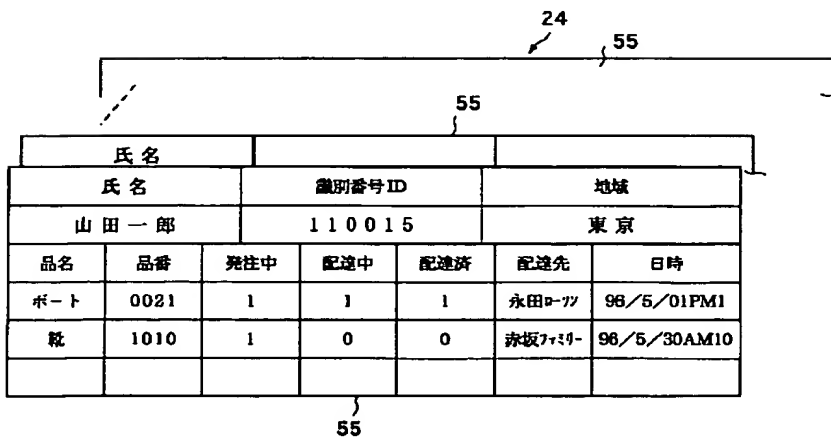 24
55
55
氏名
氏名 識別番号ID 地域
山田一郎 110015 東京
品名 品番 発注中 配達中 配達済 配達先 日時
ボート 0021 1 1 1 永田ローソン 96/5/01PM1
靴 1010 1 0 0 赤坂ファミリー 96/5/30AM10
55